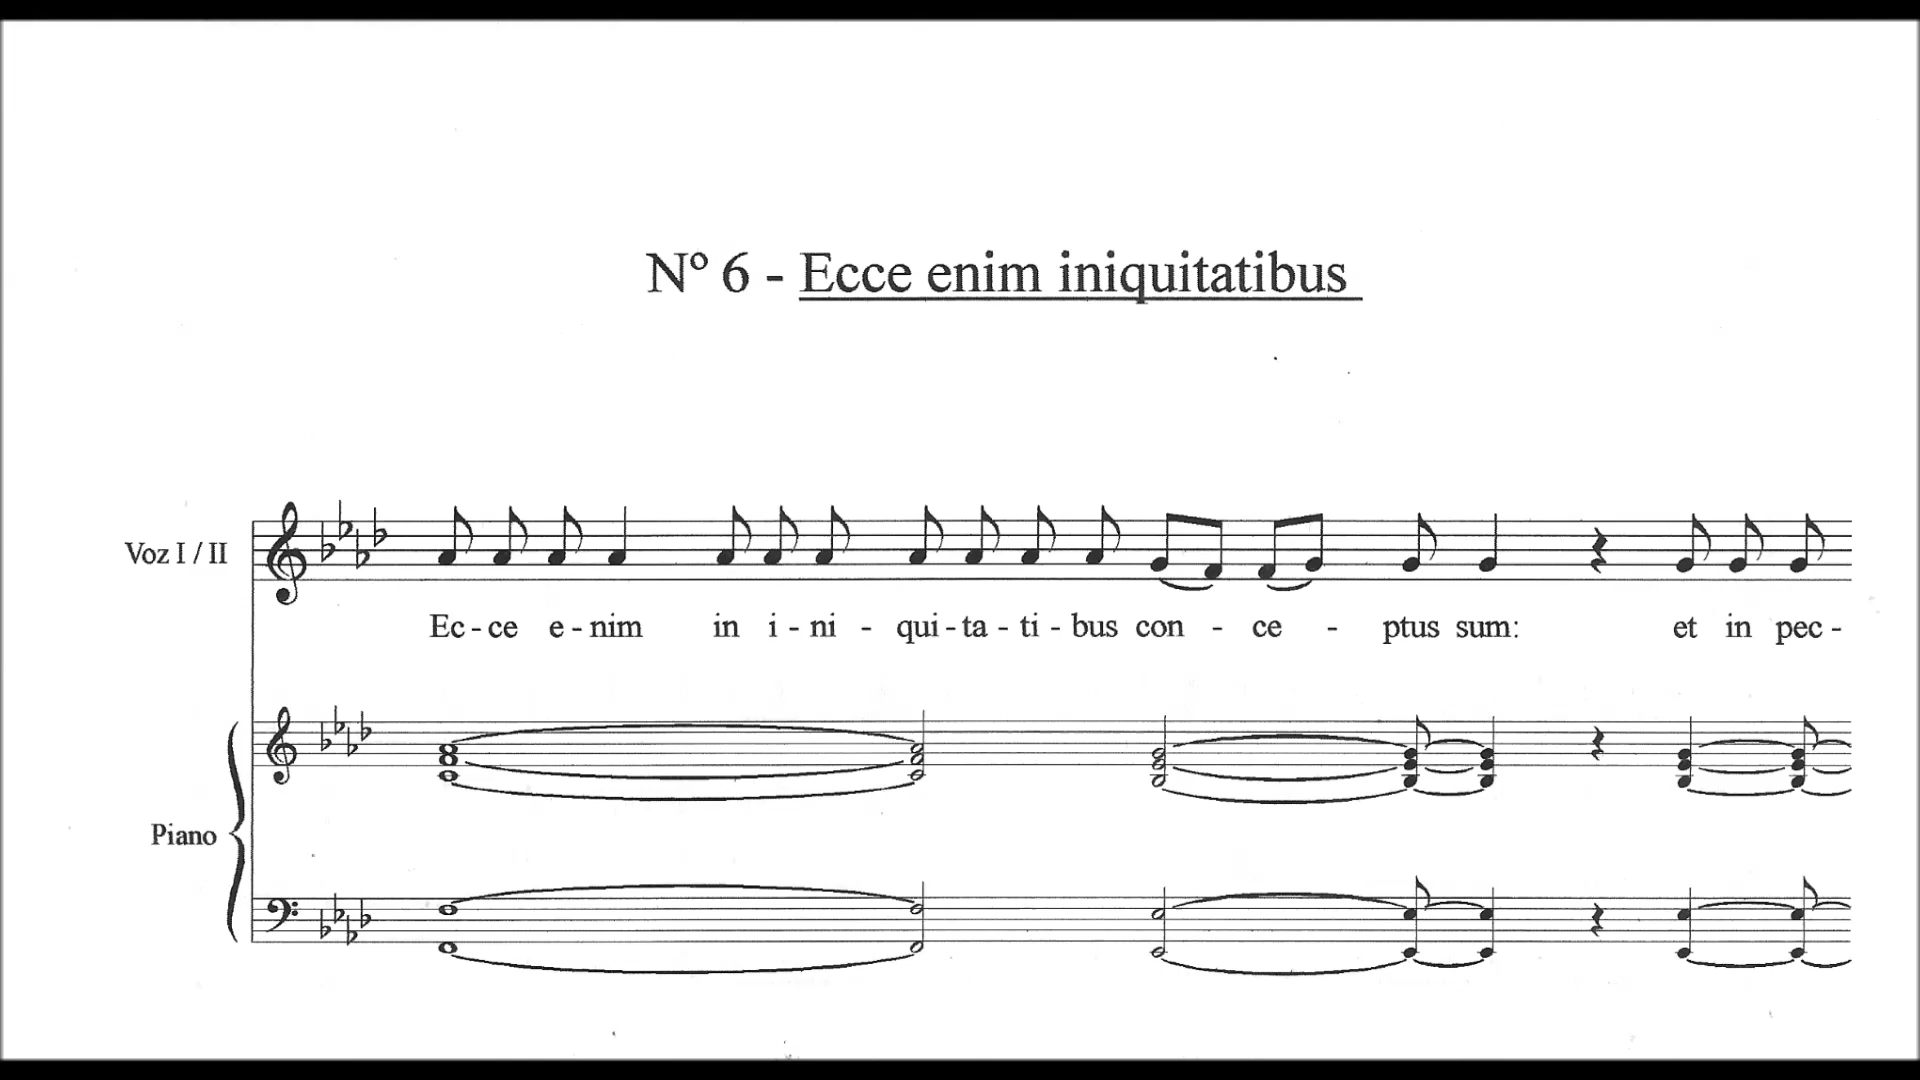 Nº 6 - Ecce enim iniquitatibus
Voz I / II
Ec - ce e - nim in i - ni - qui - ta - ti - bus con - ce - ptus sum: et in pec -
Piano